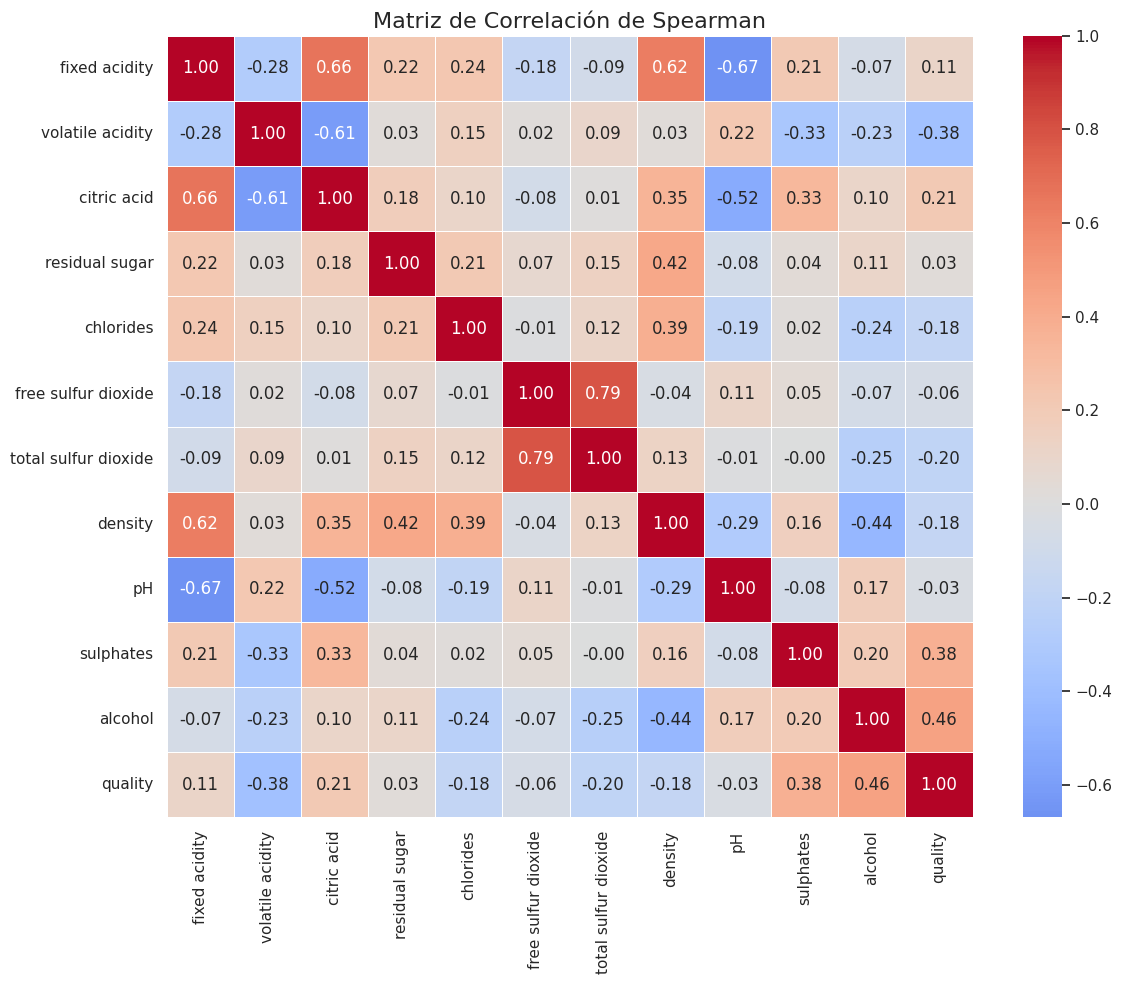 Matriz de Correlación de Spearman
fixed acidity 1.00 -0.28 0.66 0.22 0.24 -0.18 -0.09 0.62 -0.67 0.21 -0.07 0.11
volatile acidity -0.28 1.00 -0.61 0.03 0.15 0.02 0.09 0.03 0.22 -0.33 -0.23 -0.38
citric acid 0.66 -0.61 1.00 0.18 0.10 -0.08 0.01 0.35 -0.52 0.33 0.10 0.21
residual sugar 0.22 0.03 0.18 1.00 0.21 0.07 0.15 0.42 -0.08 0.04 0.11 0.03
chlorides 0.24 0.15 0.10 0.21 1.00 -0.01 0.12 0.39 -0.19 0.02 -0.24 -0.18
free sulfur dioxide -0.18 0.02 -0.08 0.07 -0.01 1.00 0.79 -0.04 0.11 0.05 -0.07 -0.06
total sulfur dioxide -0.09 0.09 0.01 0.15 0.12 0.79 1.00 0.13 -0.01 -0.00 -0.25 -0.20
density 0.62 0.03 0.35 0.42 0.39 -0.04 0.13 1.00 -0.29 0.16 -0.44 -0.18
pH -0.67 0.22 -0.52 -0.08 -0.19 0.11 -0.01 -0.29 1.00 -0.08 0.17 -0.03
sulphates 0.21 -0.33 0.33 0.04 0.02 0.05 -0.00 0.16 -0.08 1.00 0.20 0.38
alcohol -0.07 -0.23 0.10 0.11 -0.24 -0.07 -0.25 -0.44 0.17 0.20 1.00 0.46
quality 0.11 -0.38 0.21 0.03 -0.18 -0.06 -0.20 -0.18 -0.03 0.38 0.46 1.00
fixed acidity
volatile acidity
citric acid
residual sugar
chlorides
free sulfur dioxide
total sulfur dioxide
density
pH
sulphates
alcohol
quality
1.0
0.8
0.6
0.4
0.2
0.0
−0.2
−0.4
−0.6